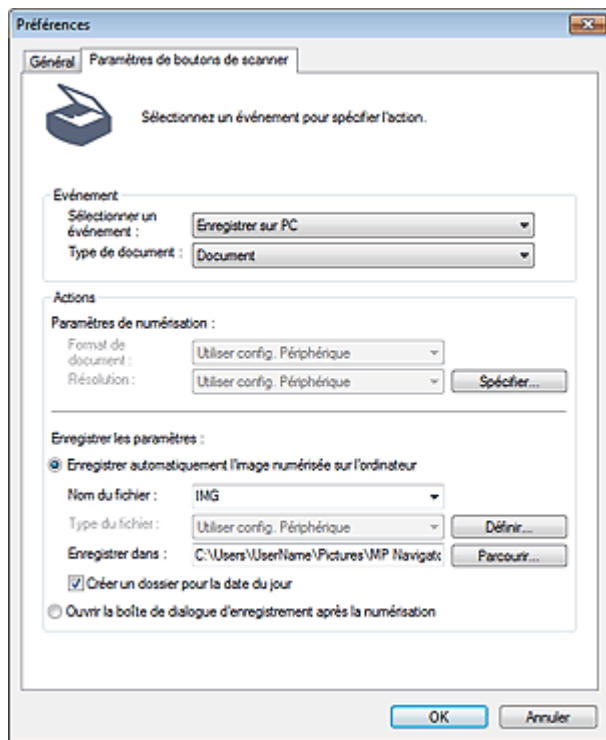 Préférences
Général
Paramètres de boutons de scanner
Sélectionnez un événement pour spécifier l'action.
Evénement
Sélectionner un
événement :
Enregistrer sur PC
Type de document :
Document
Actions
Paramètres de numérisation :
Format de
document :
Utiliser config. Périphérique
Résolution :
Utiliser config. Périphérique
Spécifier...
Enregistrer les paramètres :
Enregistrer automatiquement l'image numérisée sur l'ordinateur
Nom du fichier :
IMG
Type du fichier :
Utiliser config. Périphérique
Définir...
Enregistrer dans :
C:\Users\UserName\Pictures\MP Navigato
Parcourir...
Créer un dossier pour la date du jour
Ouvrir la boîte de dialogue d'enregistrement après la numérisation
OK
Annuler